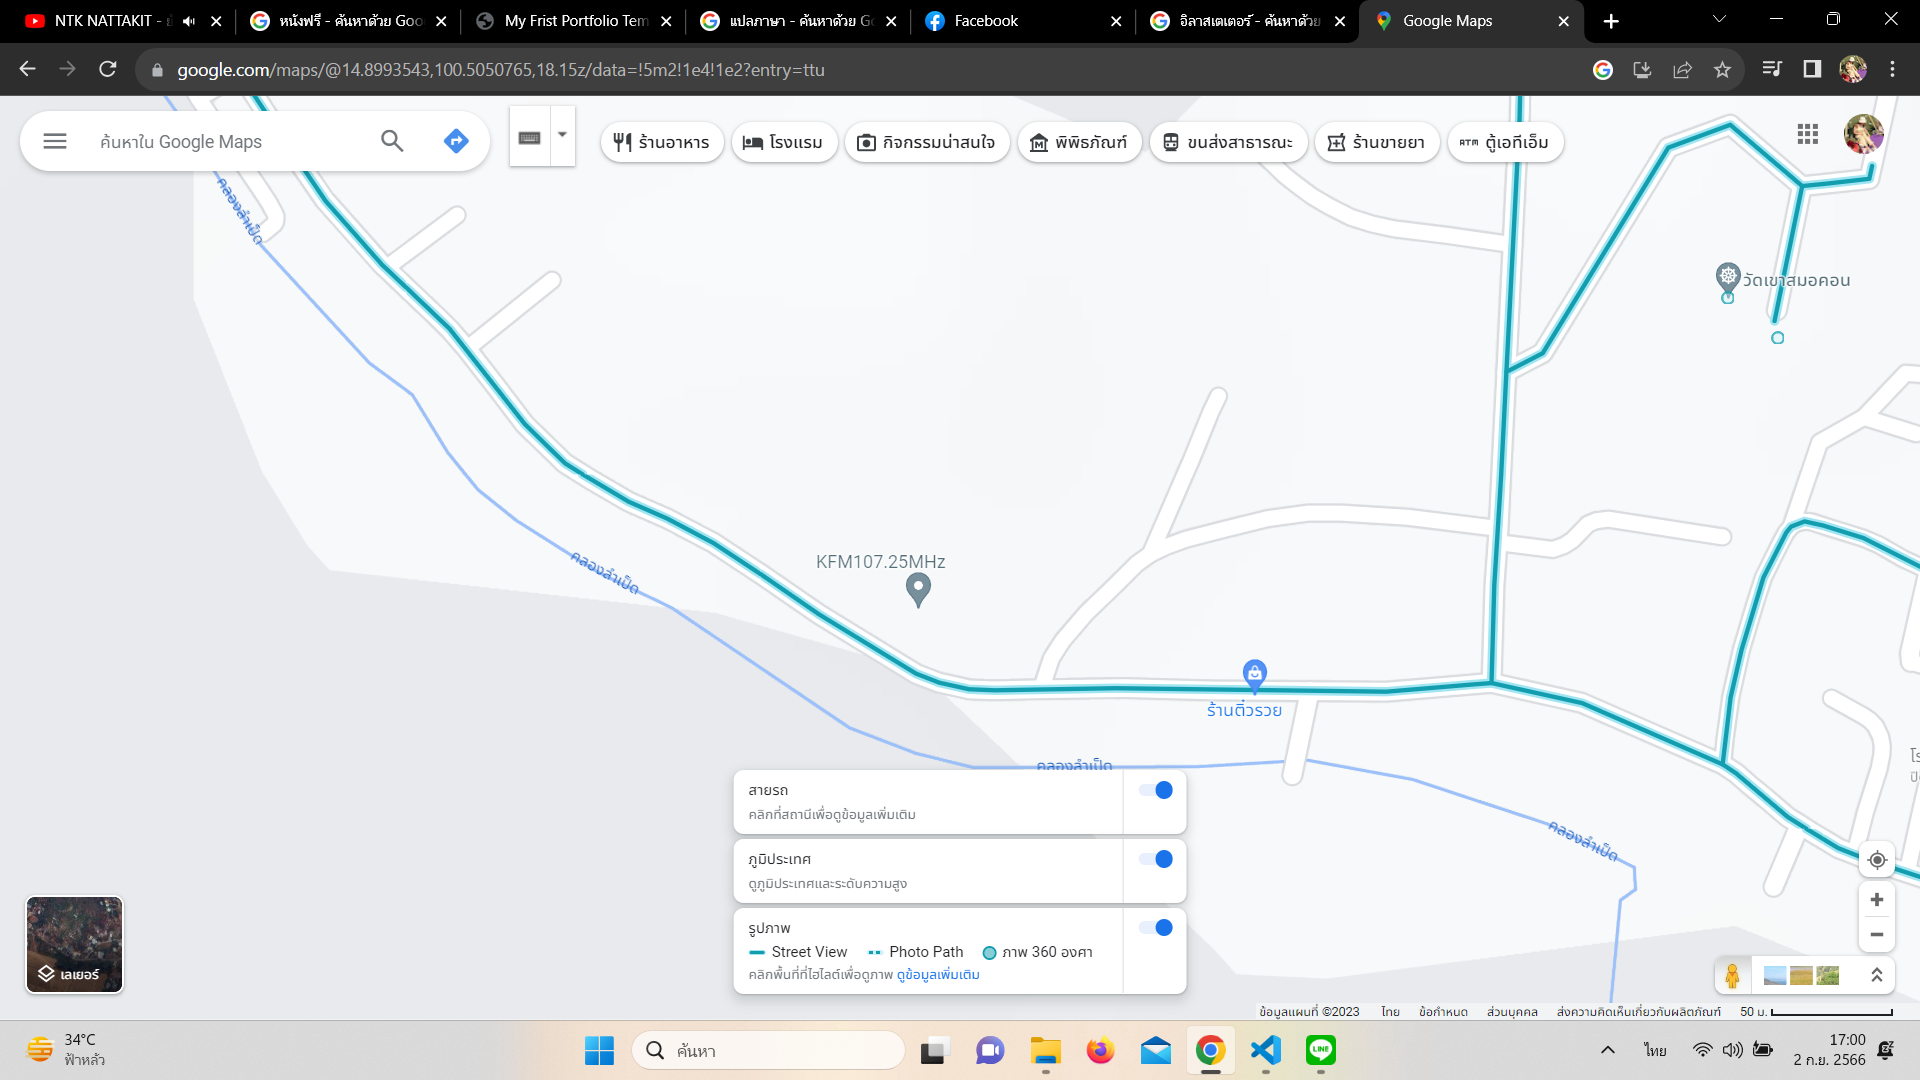 NTK NATTAKIT -
หนังฟรี - ค้นหาด้วย Goo
My Frist Portfolio Tem
แปลภาษา - ค้นหาด้วย Go
Facebook
อิลาสเตเตอร์ - ค้นหาด้วย
Google Maps
google.com/maps/@14.8993543,100.5050765,18.15z/data=!5m2!1e4!1e2?entry=ttu
ค้นหาใน Google Maps
ร้านอาหาร
โรงแรม
กิจกรรมน่าสนใจ
พิพิธภัณฑ์
ขนส่งสาธารณะ
ร้านขายยา
ATM ตู้เอทีเอ็ม
คลองลำเป็ด
วัดเขาสมอคอน
KFM107.25MHz
คลองลำเป็ด
ร้านติ๋วรวย
คลองลำเป็ด
คลองลำเป็ด
สายรถ
คลิกที่สถานีเพื่อดูข้อมูลเพิ่มเติม
ภูมิประเทศ
ดูภูมิประเทศและระดับความสูง
รูปภาพ
Street View
Photo Path
ภาพ 360 องศา
คลิกพื้นที่ที่ไฮไลต์เพื่อดูภาพ ดูข้อมูลเพิ่มเติม
เลเยอร์
ข้อมูลแผนที่ ©2023 ไทย ข้อกำหนด ส่วนบุคคล ส่งความคิดเห็นเกี่ยวกับผลิตภัณฑ์ 50 ม.
34°C
ฟ้าหลัว
ค้นหา
LINE
ไทย
17:00
2 ก.ย. 2566